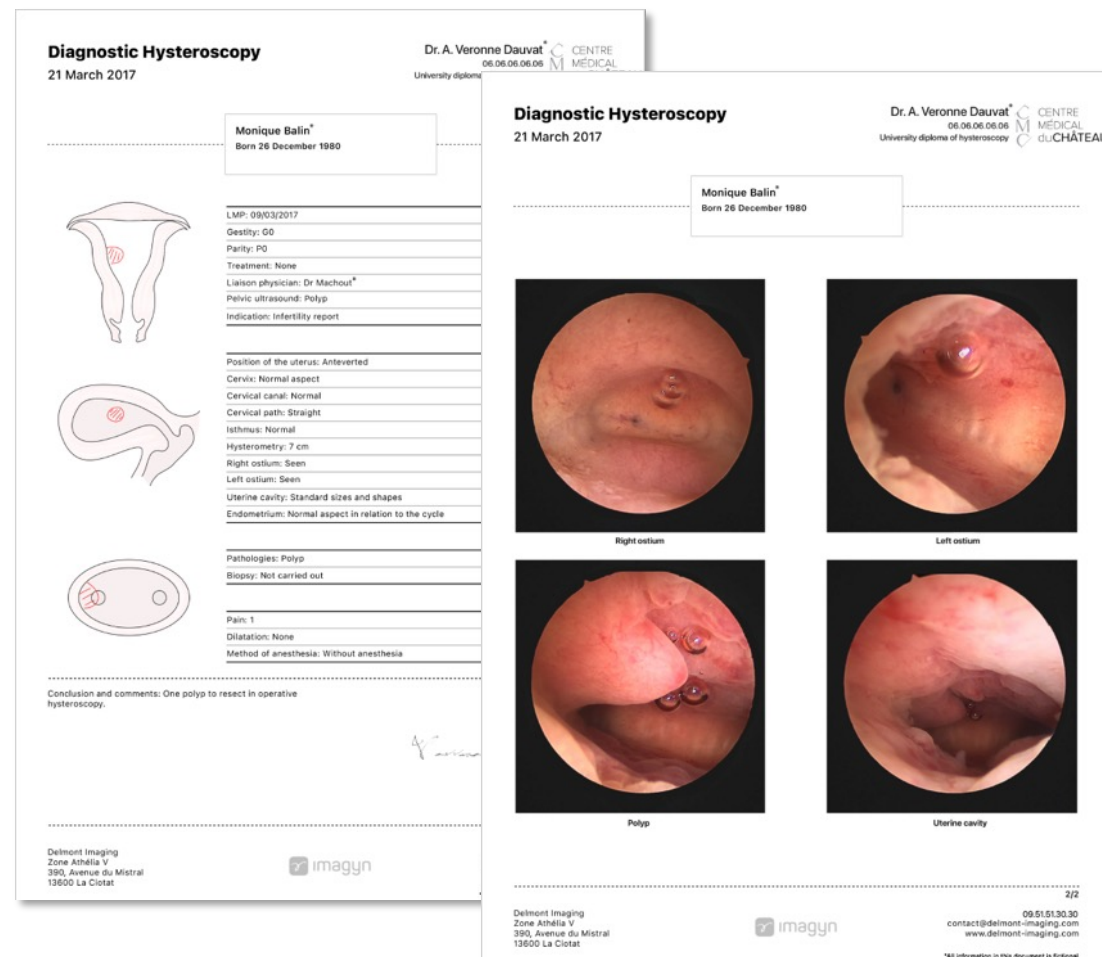 Diagnostic Hysteroscopy
21 March 2017
Dr. A. Veronne Dauvat*
06.06.06.06.06
University diploma
CENTRE
MÉDICAL
Monique Balin*
Born 26 December 1980
LMP: 09/03/2017
Gestity: G0
Parity: P0
Treatment: None
Liaison physician: Dr Machout*
Pelvic ultrasound: Polyp
Indication: Infertility report
Position of the uterus: Anteverted
Cervix: Normal aspect
Cervical canal: Normal
Cervical path: Straight
Isthmus: Normal
Hysterometry: 7 cm
Right ostium: Seen
Left ostium: Seen
Uterine cavity: Standard sizes and shapes
Endometrium: Normal aspect in relation to the cycle
Pathologies: Polyp
Biopsy: Not carried out
Pain: 1
Dilatation: None
Method of anesthesia: Without anesthesia
Conclusion and comments: One polyp to resect in operative
hysteroscopy.
Delmont Imaging
Zone Athélia V
390, Avenue du Mistral
13600 La Ciotat
imagyn
Diagnostic Hysteroscopy
21 March 2017
Dr. A. Veronne Dauvat*
06.06.06.06.06
University diploma of hysteroscopy
CMC
CENTRE
MÉDICAL
du CHÂTEAU
Monique Balin*
Born 26 December 1980
Right ostium
Left ostium
Polyp
Uterine cavity
2/2
Delmont Imaging
Zone Athélia V
390, Avenue du Mistral
13600 La Ciotat
imagyn
09.51.51.30.30
contact@delmont-imaging.com
www.delmont-imaging.com
*All information in this document is fictional